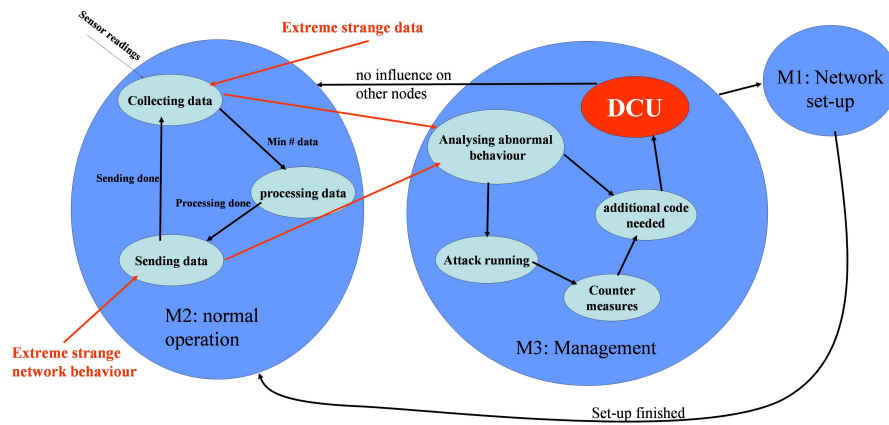 Sensor readings
Extreme strange data
Collecting data
no influence on
other nodes
DCU
M1: Network
set-up
Min # data
Analysing abnormal
behaviour
Sending done
processing data
Processing done
additional code
needed
Sending data
Attack running
Counter
measures
M2: normal
operation
M3: Management
Extreme strange
network behaviour
Set-up finished